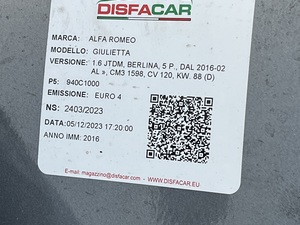 DISFACAR
MARCA: ALFA ROMEO
MODELLO: GIULIETTA
VERSIONE: 1.6 JTDM, BERLINA, 5 P., DAL 2016-02
AL », CM3 1598, CV 120, KW. 88 (D)
P5: 940C1000
EMISSIONE: EURO 4
NS: 2403/2023
DATA:05/12/2023 17:20:00
ANNO IMM: 2016
E-mail: magazzino@disfacar.com - WWW.DISFACAR.EU